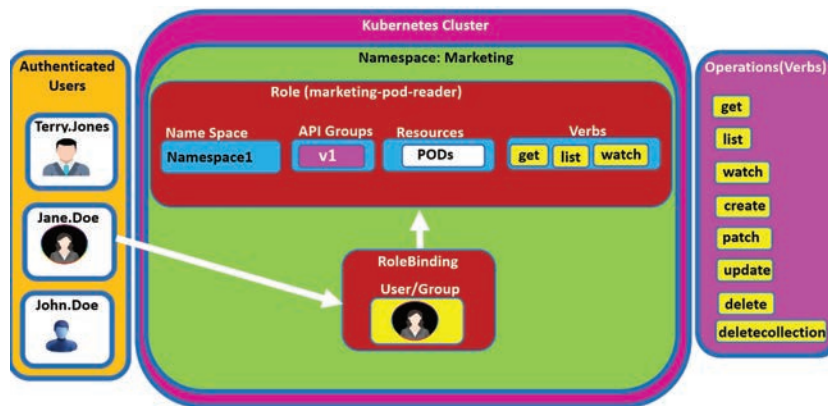 Kubernetes Cluster
Authenticated
Users
Terry.Jones
Jane.Doe
John.Doe
Namespace: Marketing
Role (marketing-pod-reader)
Name Space
Namespace1
API Groups
v1
Resources
PODs
Verbs
get
list
watch
RoleBinding
User/Group
Operations(Verbs)
get
list
watch
create
patch
update
delete
deletecollection